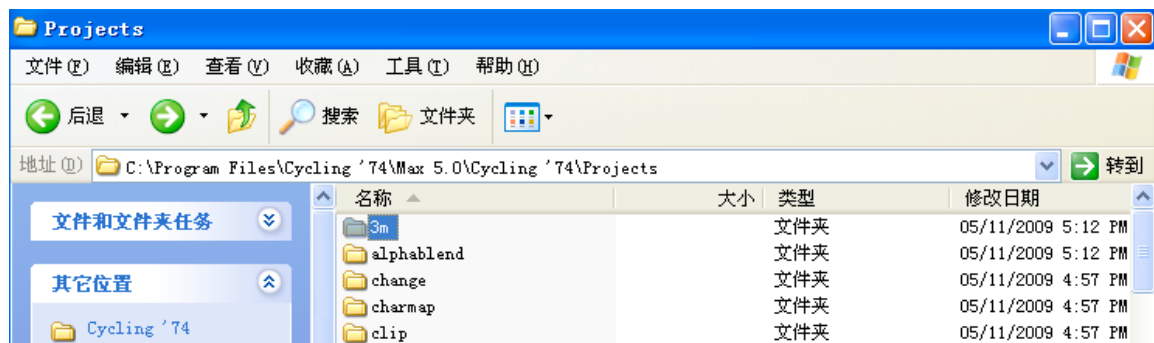 Projects
文件(F) 编辑(E) 查看(V) 收藏(A) 工具(T) 帮助(H)
后退 搜索 文件夹
地址(D) C:\Program Files\Cycling '74\Max 5.0\Cycling '74\Projects 转到
文件和文件夹任务
其它位置
Cycling '74
名称 大小 类型 修改日期
3m 文件夹 05/11/2009 5:12 PM
alphablend 文件夹 05/11/2009 5:12 PM
change 文件夹 05/11/2009 4:57 PM
charmap 文件夹 05/11/2009 4:57 PM
clip 文件夹 05/11/2009 4:57 PM